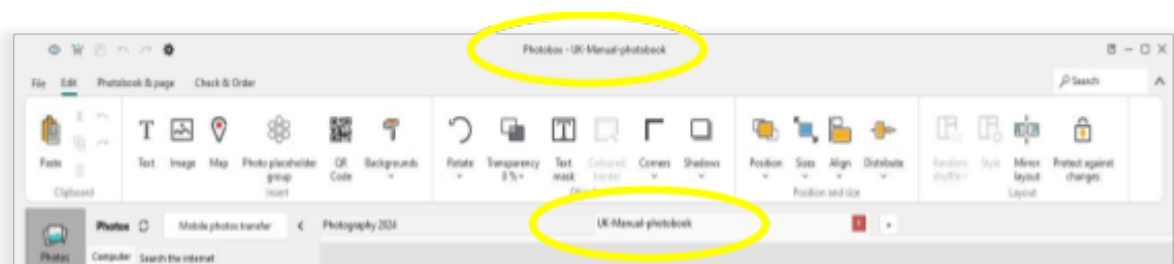 Photobox - UK-Manual-photobook
File Edit Photobook & page Check & Order Search
Paste Text Image Map Photo placeholder group QR Code Backgrounds Rotate Transparency 0 % Text mask Coloured border Corners Shadows Position Sizes Align Distribute Random shuffle Style Mirror layout Protect against changes
Clipboard Insert Position and size Layout
Photos Photos Mobile photos transfer Photography 2024 UK-Manual-photobook
Computer Search the internet